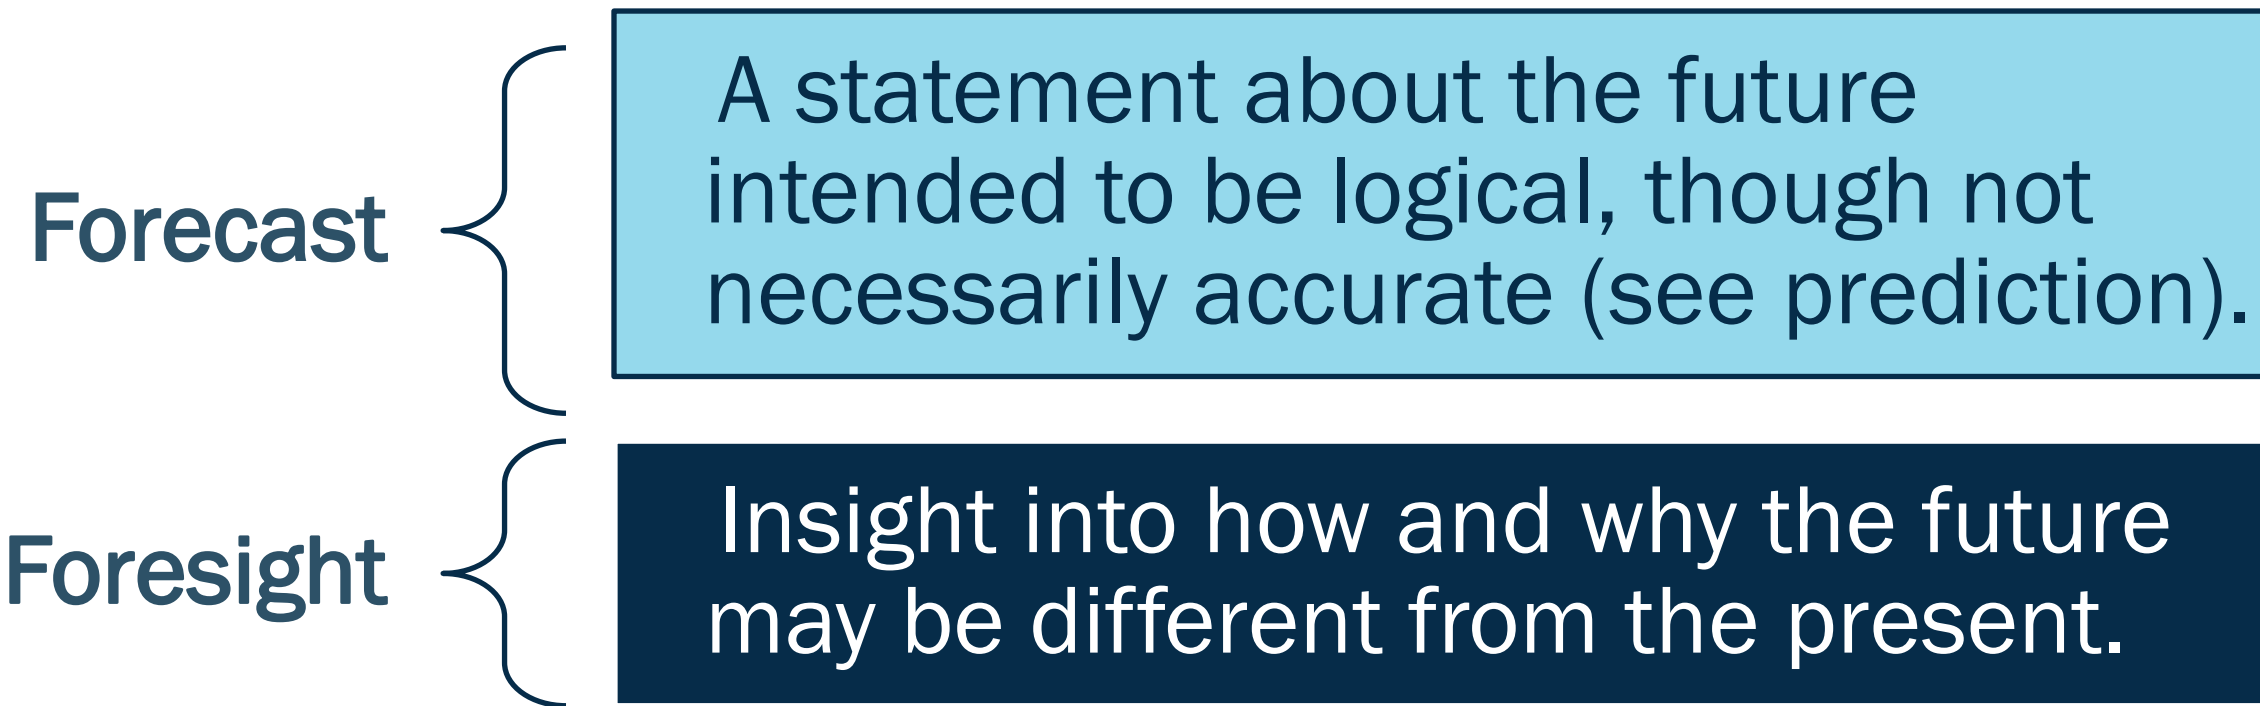 Forecast
A statement about the future
intended to be logical, though not
necessarily accurate (see prediction).
Foresight
Insight into how and why the future
may be different from the present.